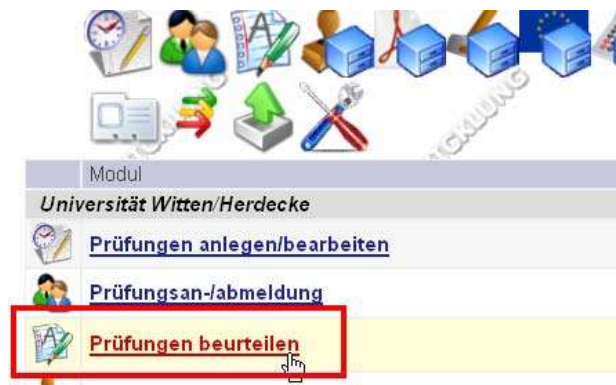 Modul
Universität Witten/Herdecke
Prüfungen anlegen/bearbeiten
Prüfungsan-/abmeldung
Prüfungen beurteilen